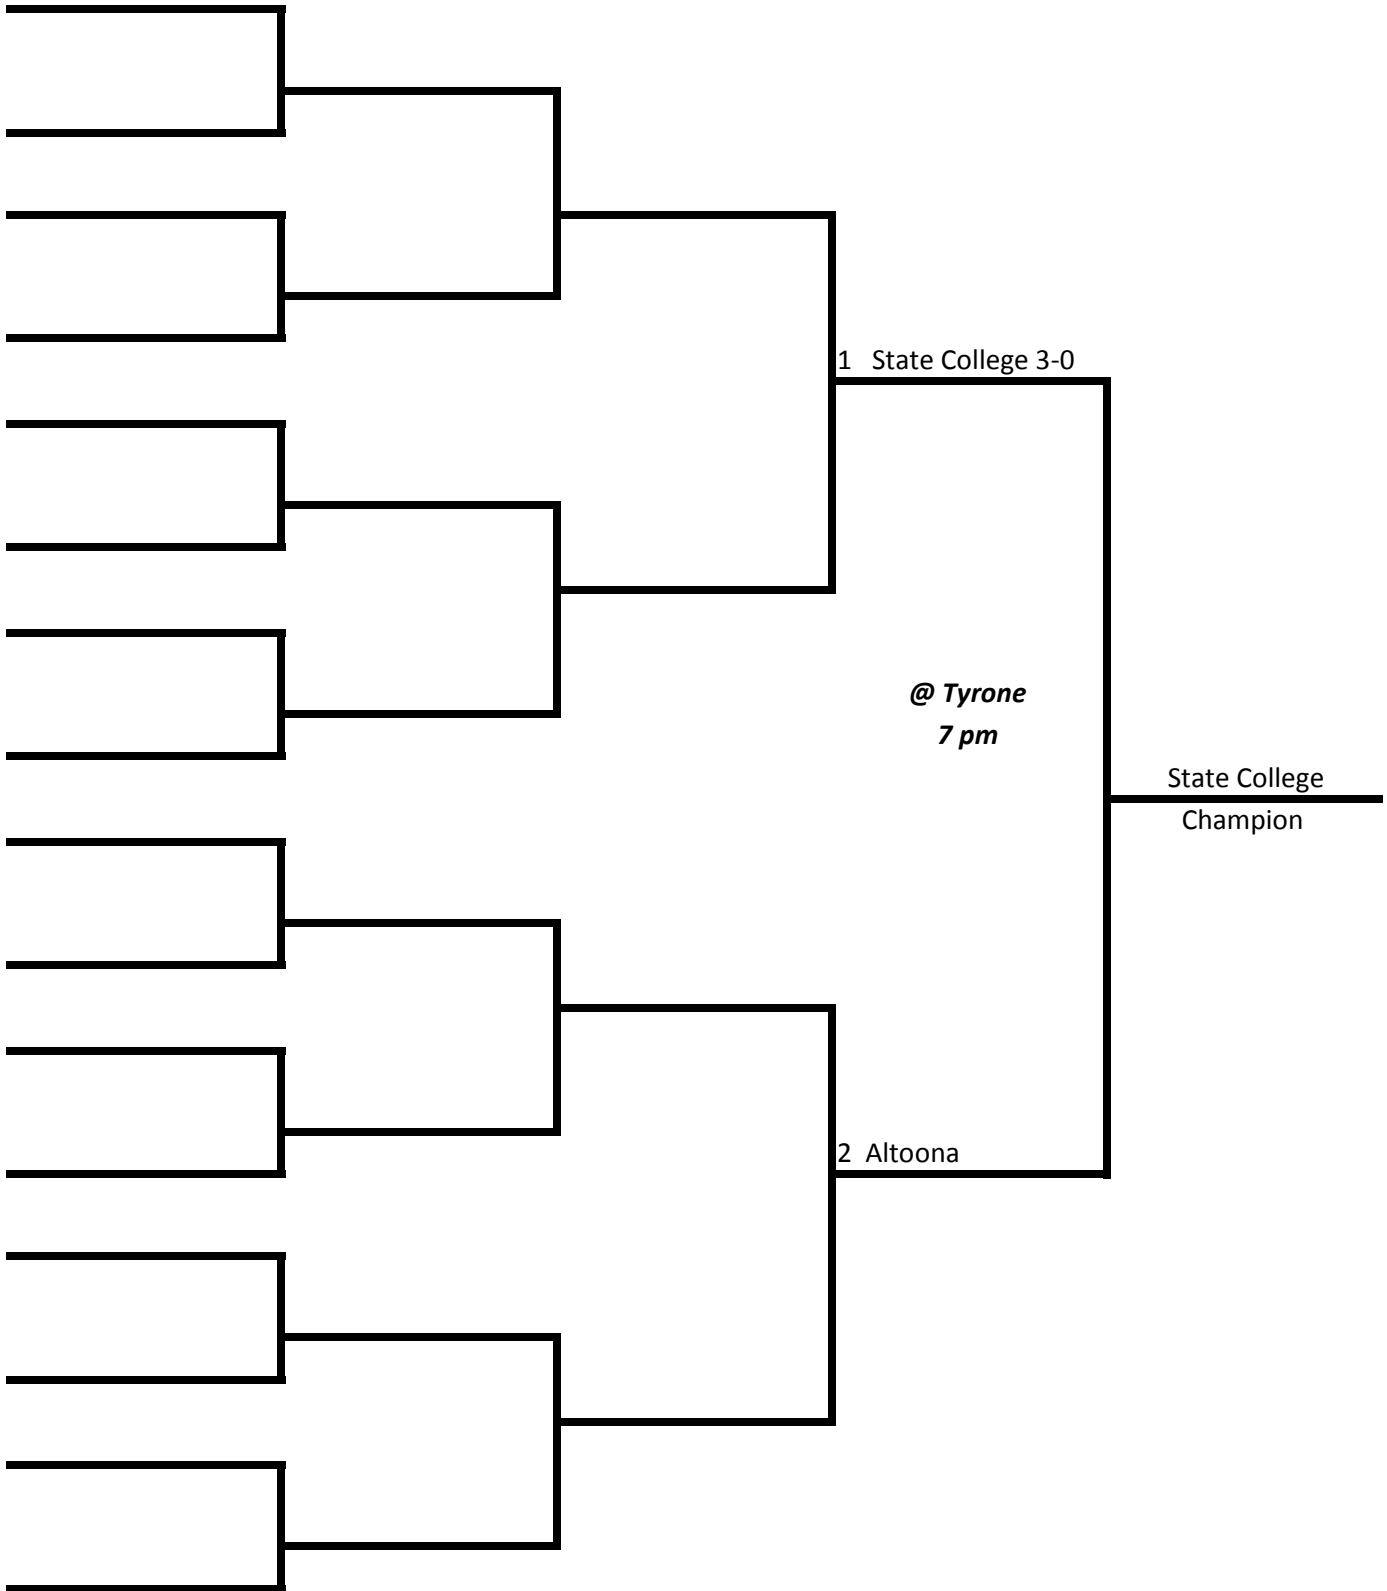 1 State College 3-0
@ Tyrone
7 pm
State College
Champion
2 Altoona